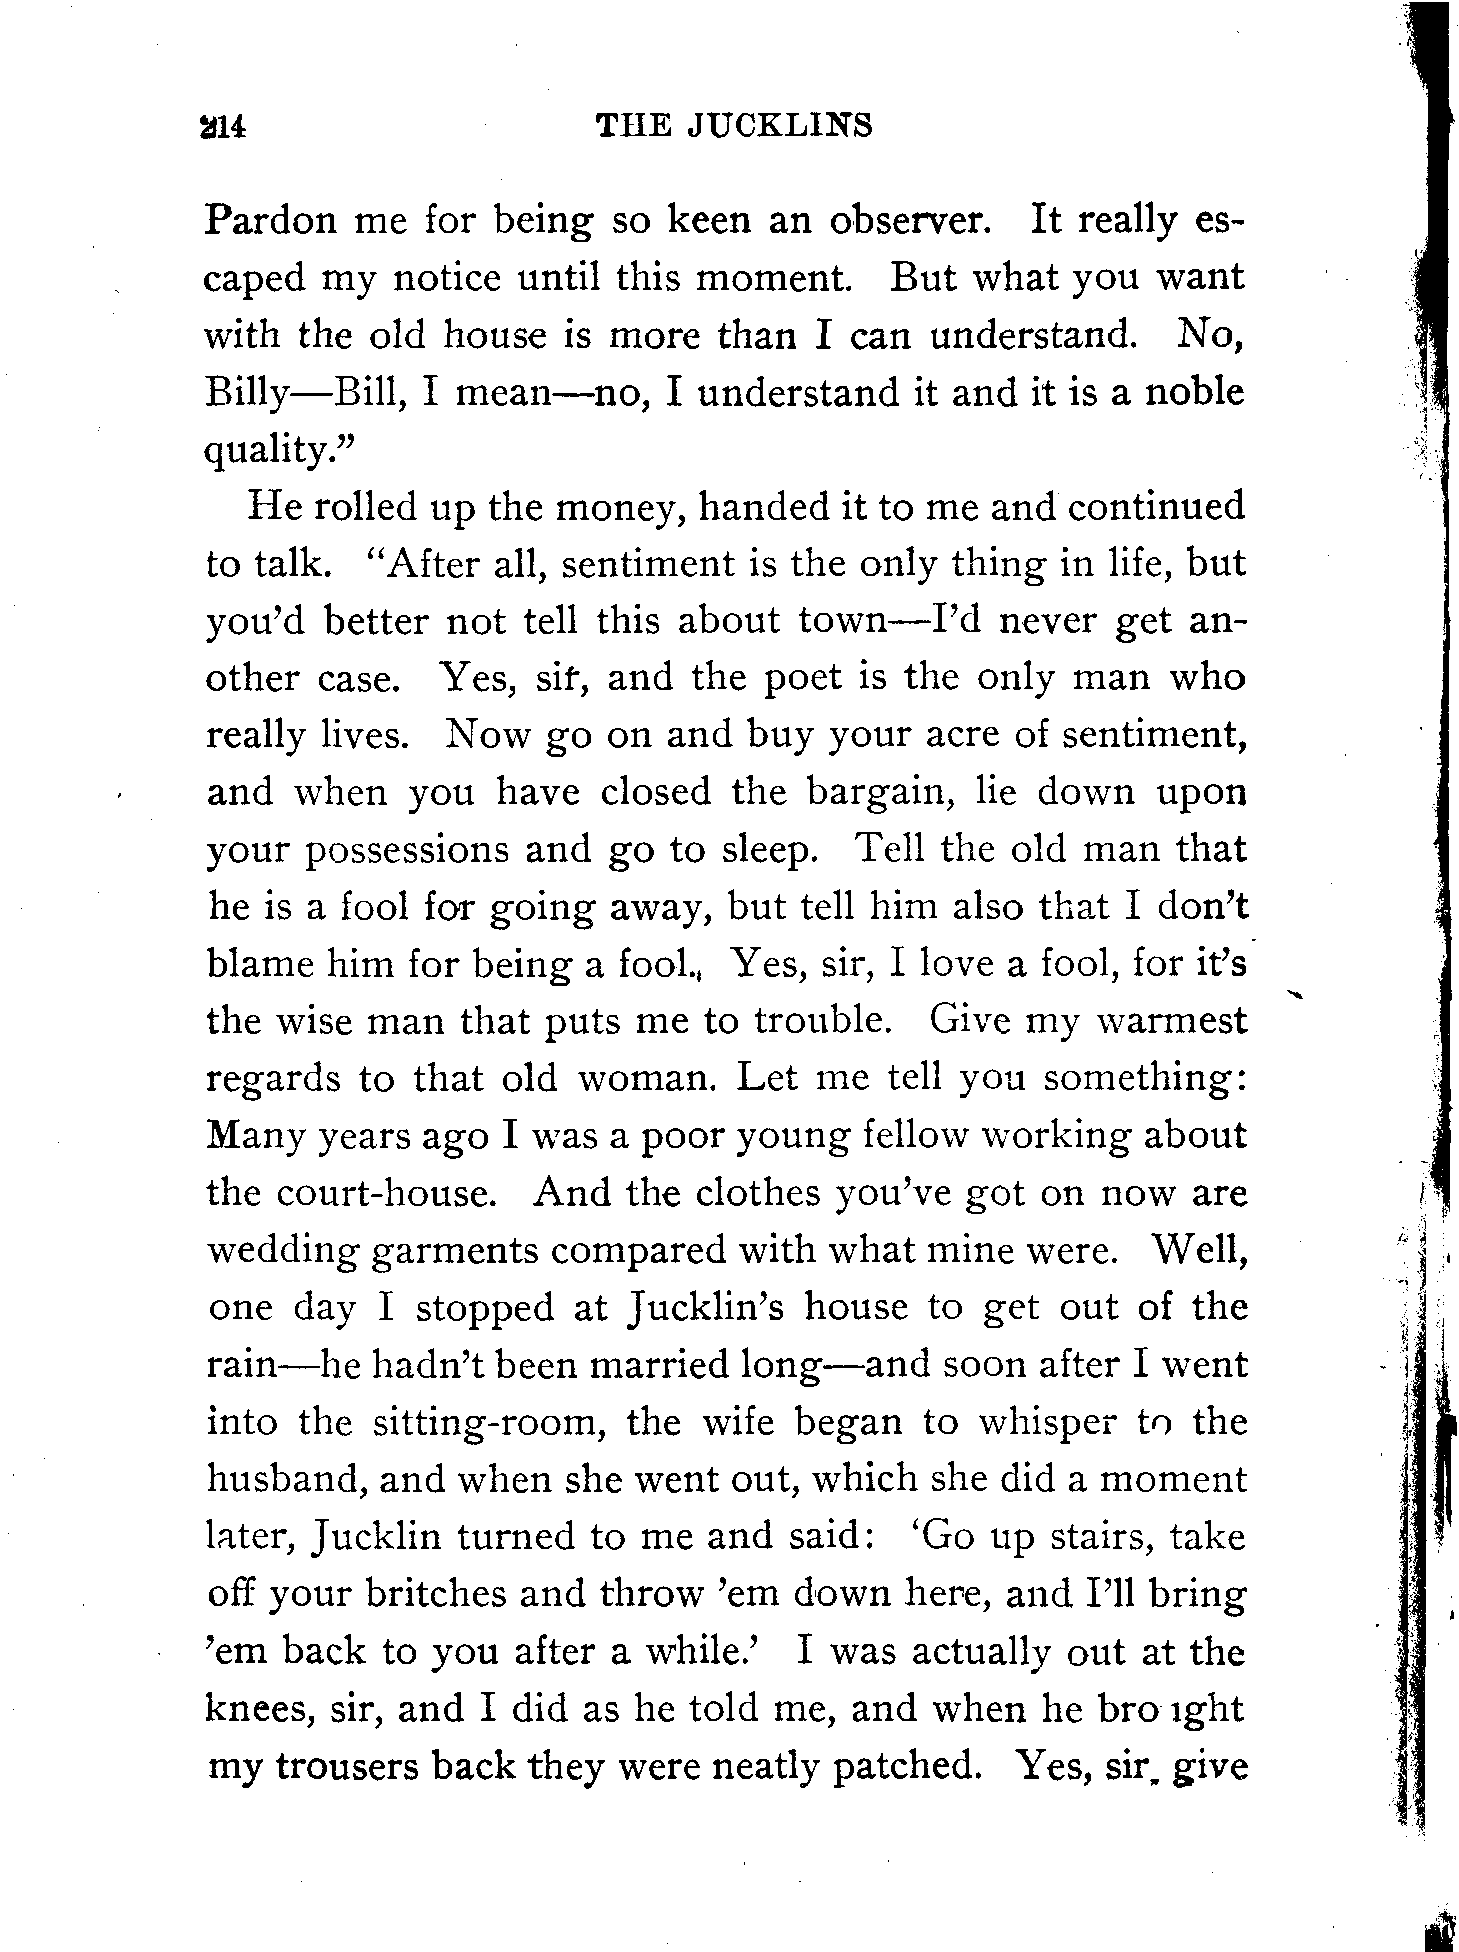 214 THE JUCKLINS
Pardon me for being so keen an observer. It really es-
caped my notice until this moment. But what you want
with the old house is more than I can understand. No,
Billy—Bill, I mean—no, I understand it and it is a noble
quality.”
He rolled up the money, handed it to me and continued
to talk. “After all, sentiment is the only thing in life, but
you’d better not tell this about town—I’d never get an-
other case. Yes, sir, and the poet is the only man who
really lives. Now go on and buy your acre of sentiment,
and when you have closed the bargain, lie down upon
your possessions and go to sleep. Tell the old man that
he is a fool for going away, but tell him also that I don’t
blame him for being a fool. Yes, sir, I love a fool, for it’s
the wise man that puts me to trouble. Give my warmest
regards to that old woman. Let me tell you something:
Many years ago I was a poor young fellow working about
the court-house. And the clothes you’ve got on now are
wedding garments compared with what mine were. Well,
one day I stopped at Jucklin’s house to get out of the
rain—he hadn’t been married long—and soon after I went
into the sitting-room, the wife began to whisper to the
husband, and when she went out, which she did a moment
later, Jucklin turned to me and said: ‘Go up stairs, take
off your britches and throw ’em down here, and I’ll bring
’em back to you after a while.’ I was actually out at the
knees, sir, and I did as he told me, and when he brought
my trousers back they were neatly patched. Yes, sir, give